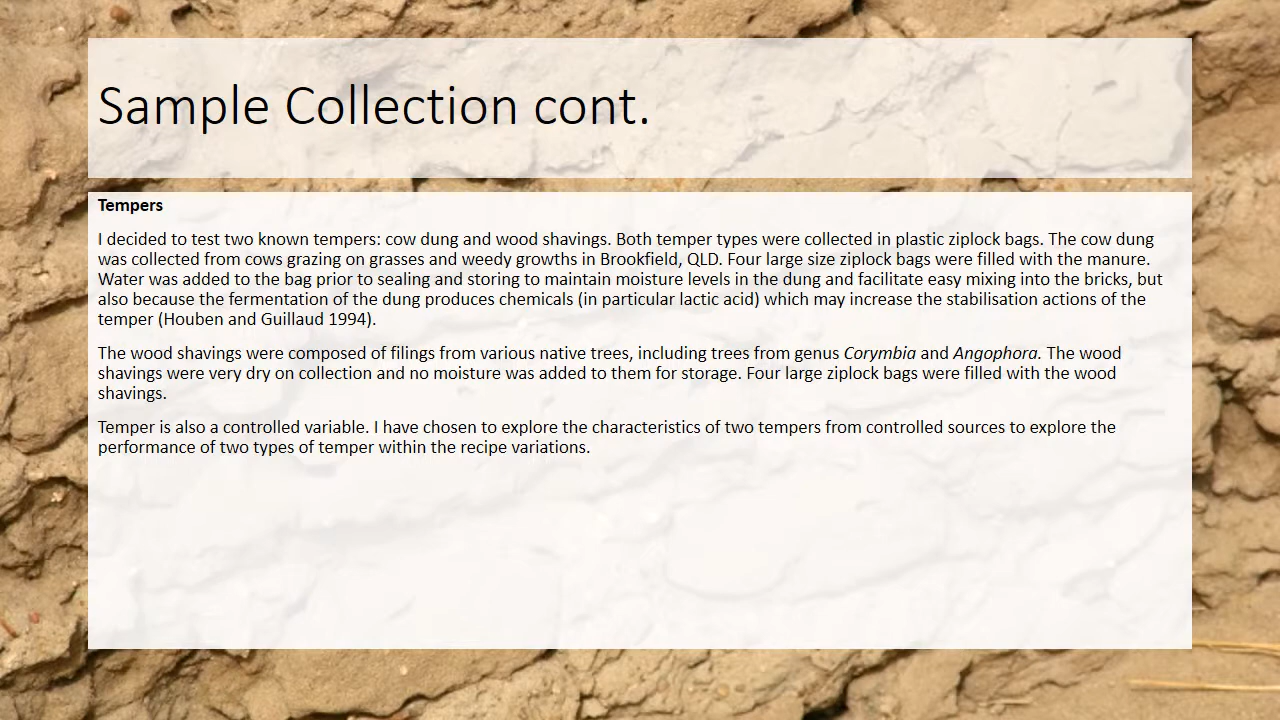 Sample Collection cont.
Tempers
I decided to test two known tempers: cow dung and wood shavings. Both temper types were collected in plastic ziplock bags. The cow dung
was collected from cows grazing on grasses and weedy growths in Brookfield, QLD. Four large size ziplock bags were filled with the manure.
Water was added to the bag prior to sealing and storing to maintain moisture levels in the dung and facilitate easy mixing into the bricks, but
also because the fermentation of the dung produces chemicals (in particular lactic acid) which may increase the stabilisation actions of the
temper (Houben and Guillaud 1994).
The wood shavings were composed of filings from various native trees, including trees from genus Corymbia and Angophora. The wood
shavings were very dry on collection and no moisture was added to them for storage. Four large ziplock bags were filled with the wood
shavings.
Temper is also a controlled variable. I have chosen to explore the characteristics of two tempers from controlled sources to explore the
performance of two types of temper within the recipe variations.